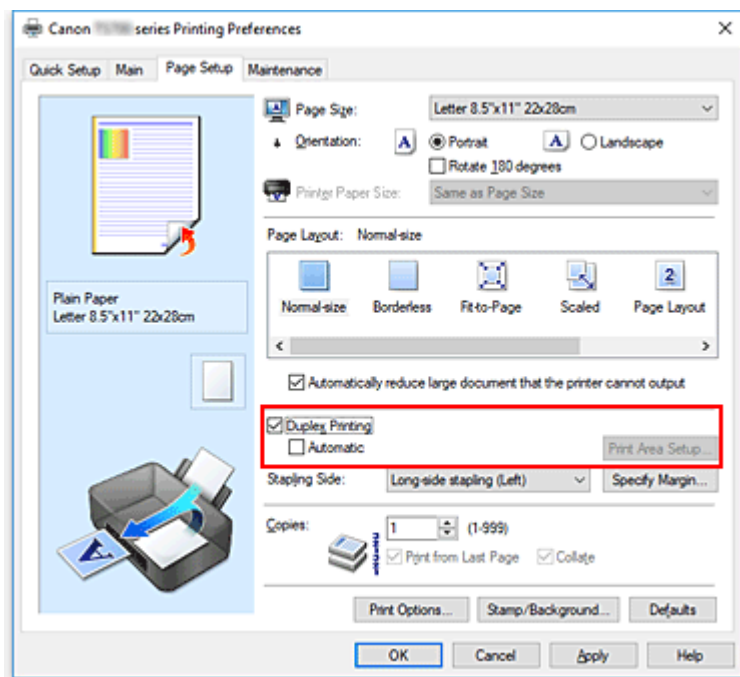 Canon series Printing Preferences
Quick Setup Main Page Setup Maintenance
Page Size: Letter 8.5"x11" 22x28cm
Orientation: A Portrait A Landscape
Rotate 180 degrees
Printer Paper Size: Same as Page Size
Page Layout: Normal-size
2
Normal-size Borderless Fit-to-Page Scaled Page Layout
Plain Paper
Letter 8.5"x11" 22x28cm
Automatically reduce large document that the printer cannot output
Duplex Printing
Automatic Print Area Setup...
Stapling Side: Long-side stapling (Left) Specify Margin...
Copies: 1 (1-999)
Print from Last Page Collate
A
Print Options... Stamp/Background... Defaults
OK Cancel Apply Help